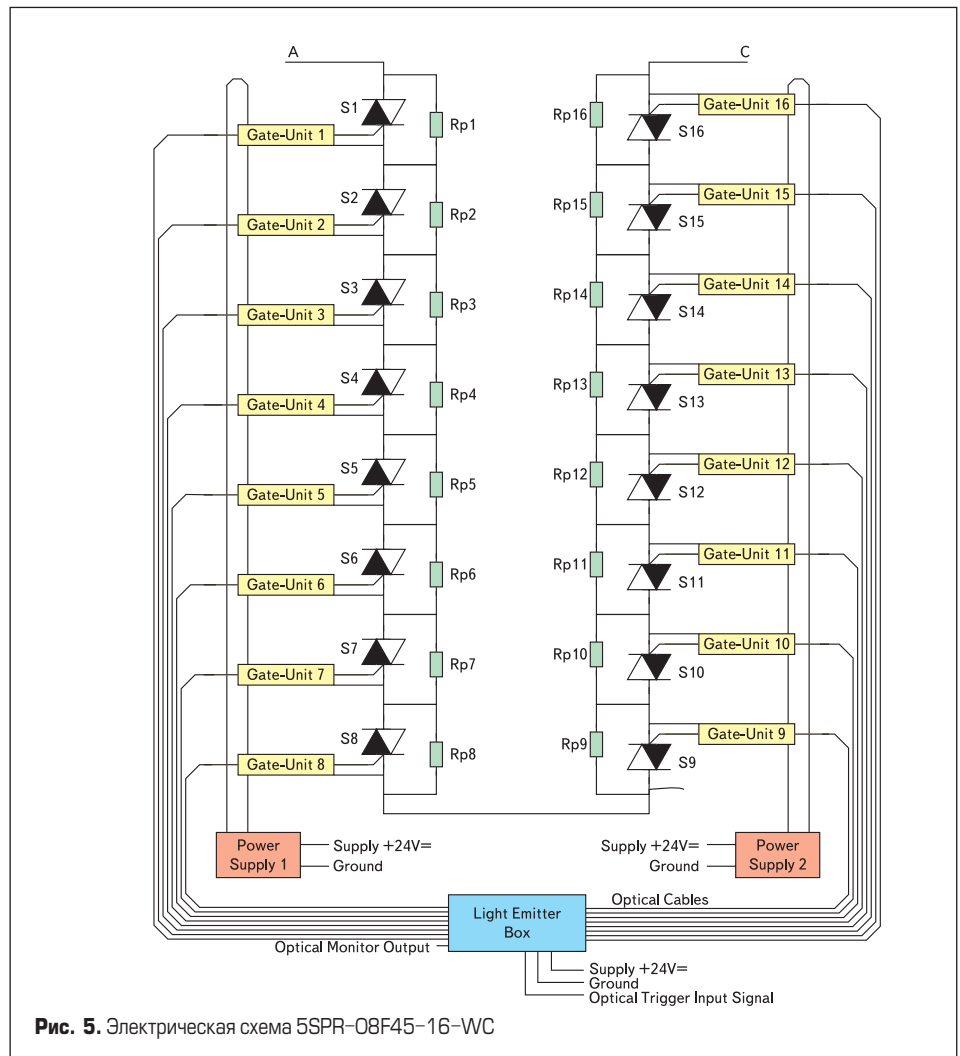 A
C
S1
Rp1
Gate-Unit 1
Rp16
Gate-Unit 16
S16
S2
Rp2
Gate-Unit 2
Rp15
Gate-Unit 15
S15
S3
Rp3
Gate-Unit 3
Rp14
Gate-Unit 14
S14
S4
Rp4
Gate-Unit 4
Rp13
Gate-Unit 13
S13
S5
Rp5
Gate-Unit 5
Rp12
Gate-Unit 12
S12
S6
Rp6
Gate-Unit 6
Rp11
Gate-Unit 11
S11
S7
Rp7
Gate-Unit 7
Rp10
Gate-Unit 10
S10
S8
Rp8
Gate-Unit 8
Rp9
Gate-Unit 9
S9
Power
Supply 1
Supply +24V=
Ground
Supply +24V=
Ground
Power
Supply 2
Optical Cables
Light Emitter
Box
Optical Monitor Output
Supply +24V=
Ground
Optical Trigger Input Signal
Рис. 5. Электрическая схема 5SPR-08F45-16-WC